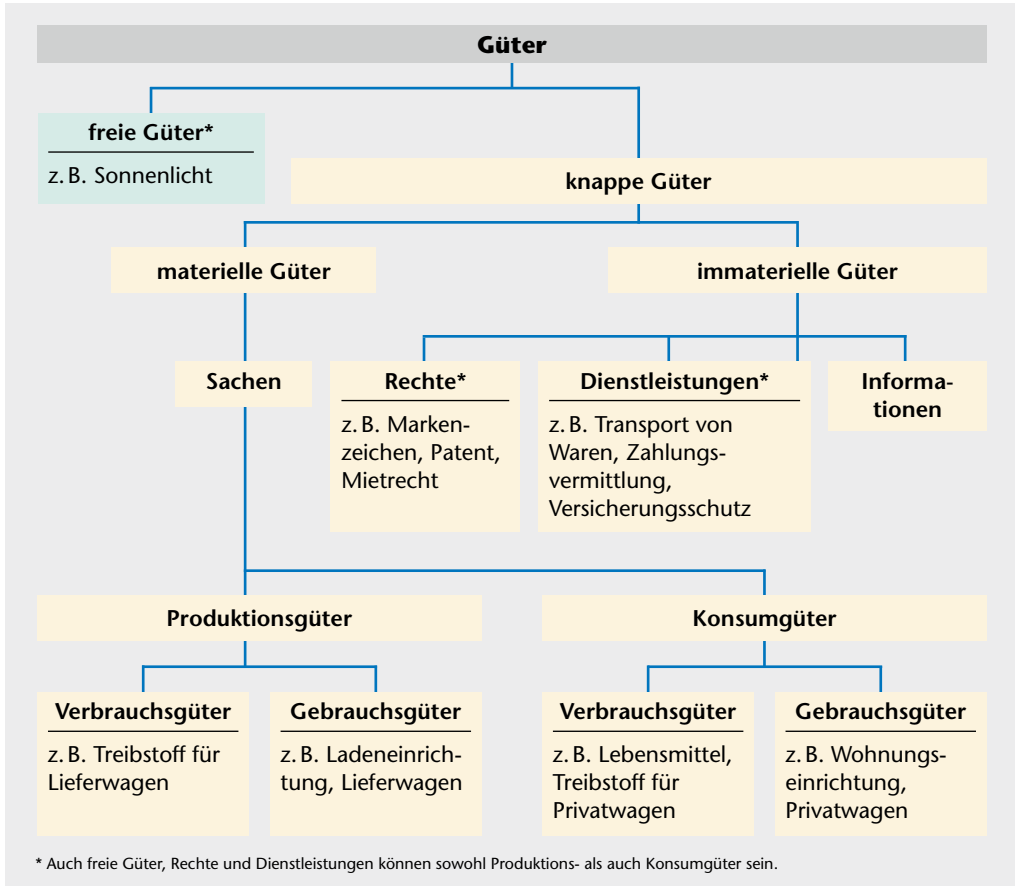 Güter
freie Güter*
z. B. Sonnenlicht
knappe Güter
materielle Güter
immaterielle Güter
Sachen
Rechte*
z. B. Marken-
zeichen, Patent,
Mietrecht
Dienstleistungen*
z. B. Transport von
Waren, Zahlungs-
vermittlung,
Versicherungsschutz
Informa-
tionen
Produktionsgüter
Konsumgüter
Verbrauchsgüter
z. B. Treibstoff für
Lieferwagen
Gebrauchsgüter
z. B. Ladeneinrich-
tung, Lieferwagen
Verbrauchsgüter
z. B. Lebensmittel,
Treibstoff für
Privatwagen
Gebrauchsgüter
z. B. Wohnungs-
einrichtung,
Privatwagen
* Auch freie Güter, Rechte und Dienstleistungen können sowohl Produktions- als auch Konsumgüter sein.